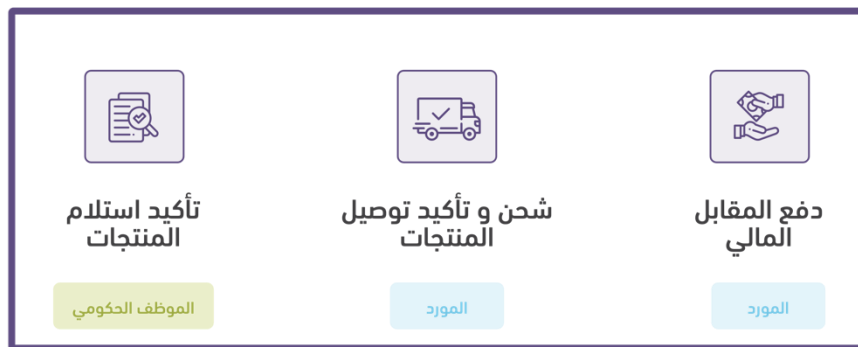 دفع المقابل
المالي
المورد
شحن و تأكيد توصيل
المنتجات
المورد
تأكيد استلام
المنتجات
الموظف الحكومي